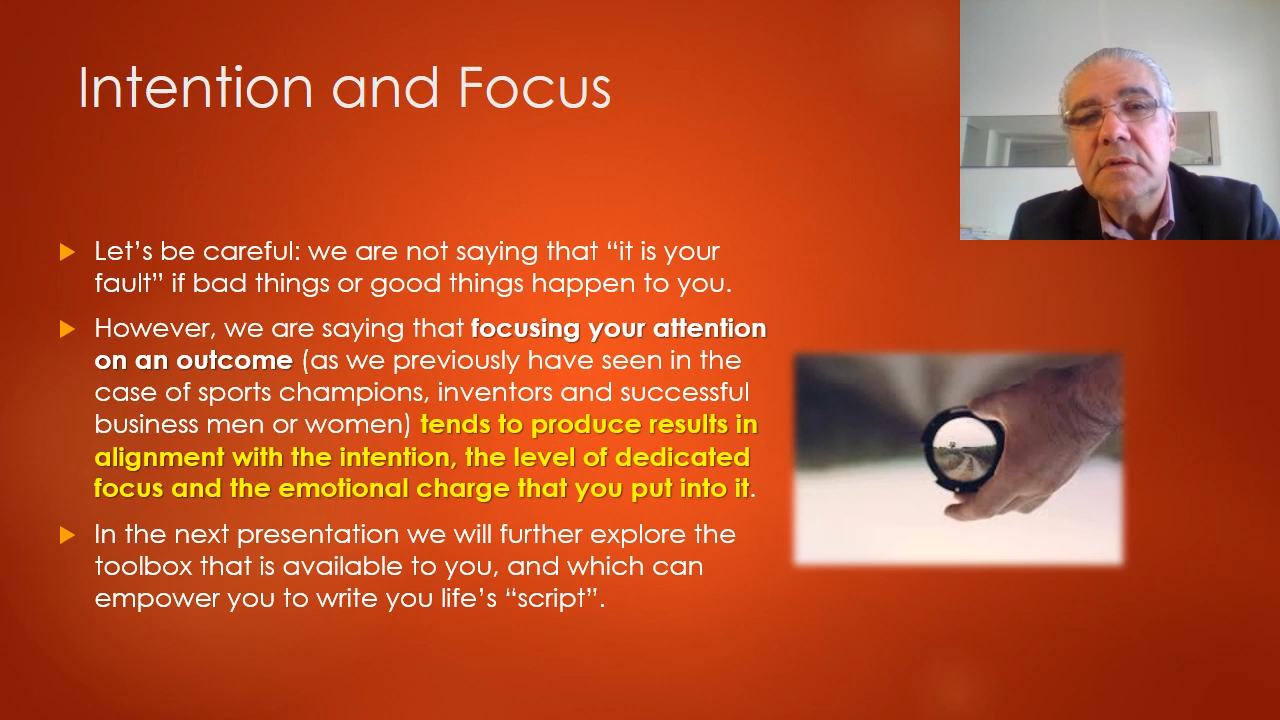 Intention and Focus
Let’s be careful: we are not saying that “it is your
fault” if bad things or good things happen to you.
However, we are saying that focusing your attention
on an outcome (as we previously have seen in the
case of sports champions, inventors and successful
business men or women) tends to produce results in
alignment with the intention, the level of dedicated
focus and the emotional charge that you put into it.
In the next presentation we will further explore the
toolbox that is available to you, and which can
empower you to write you life’s “script”.